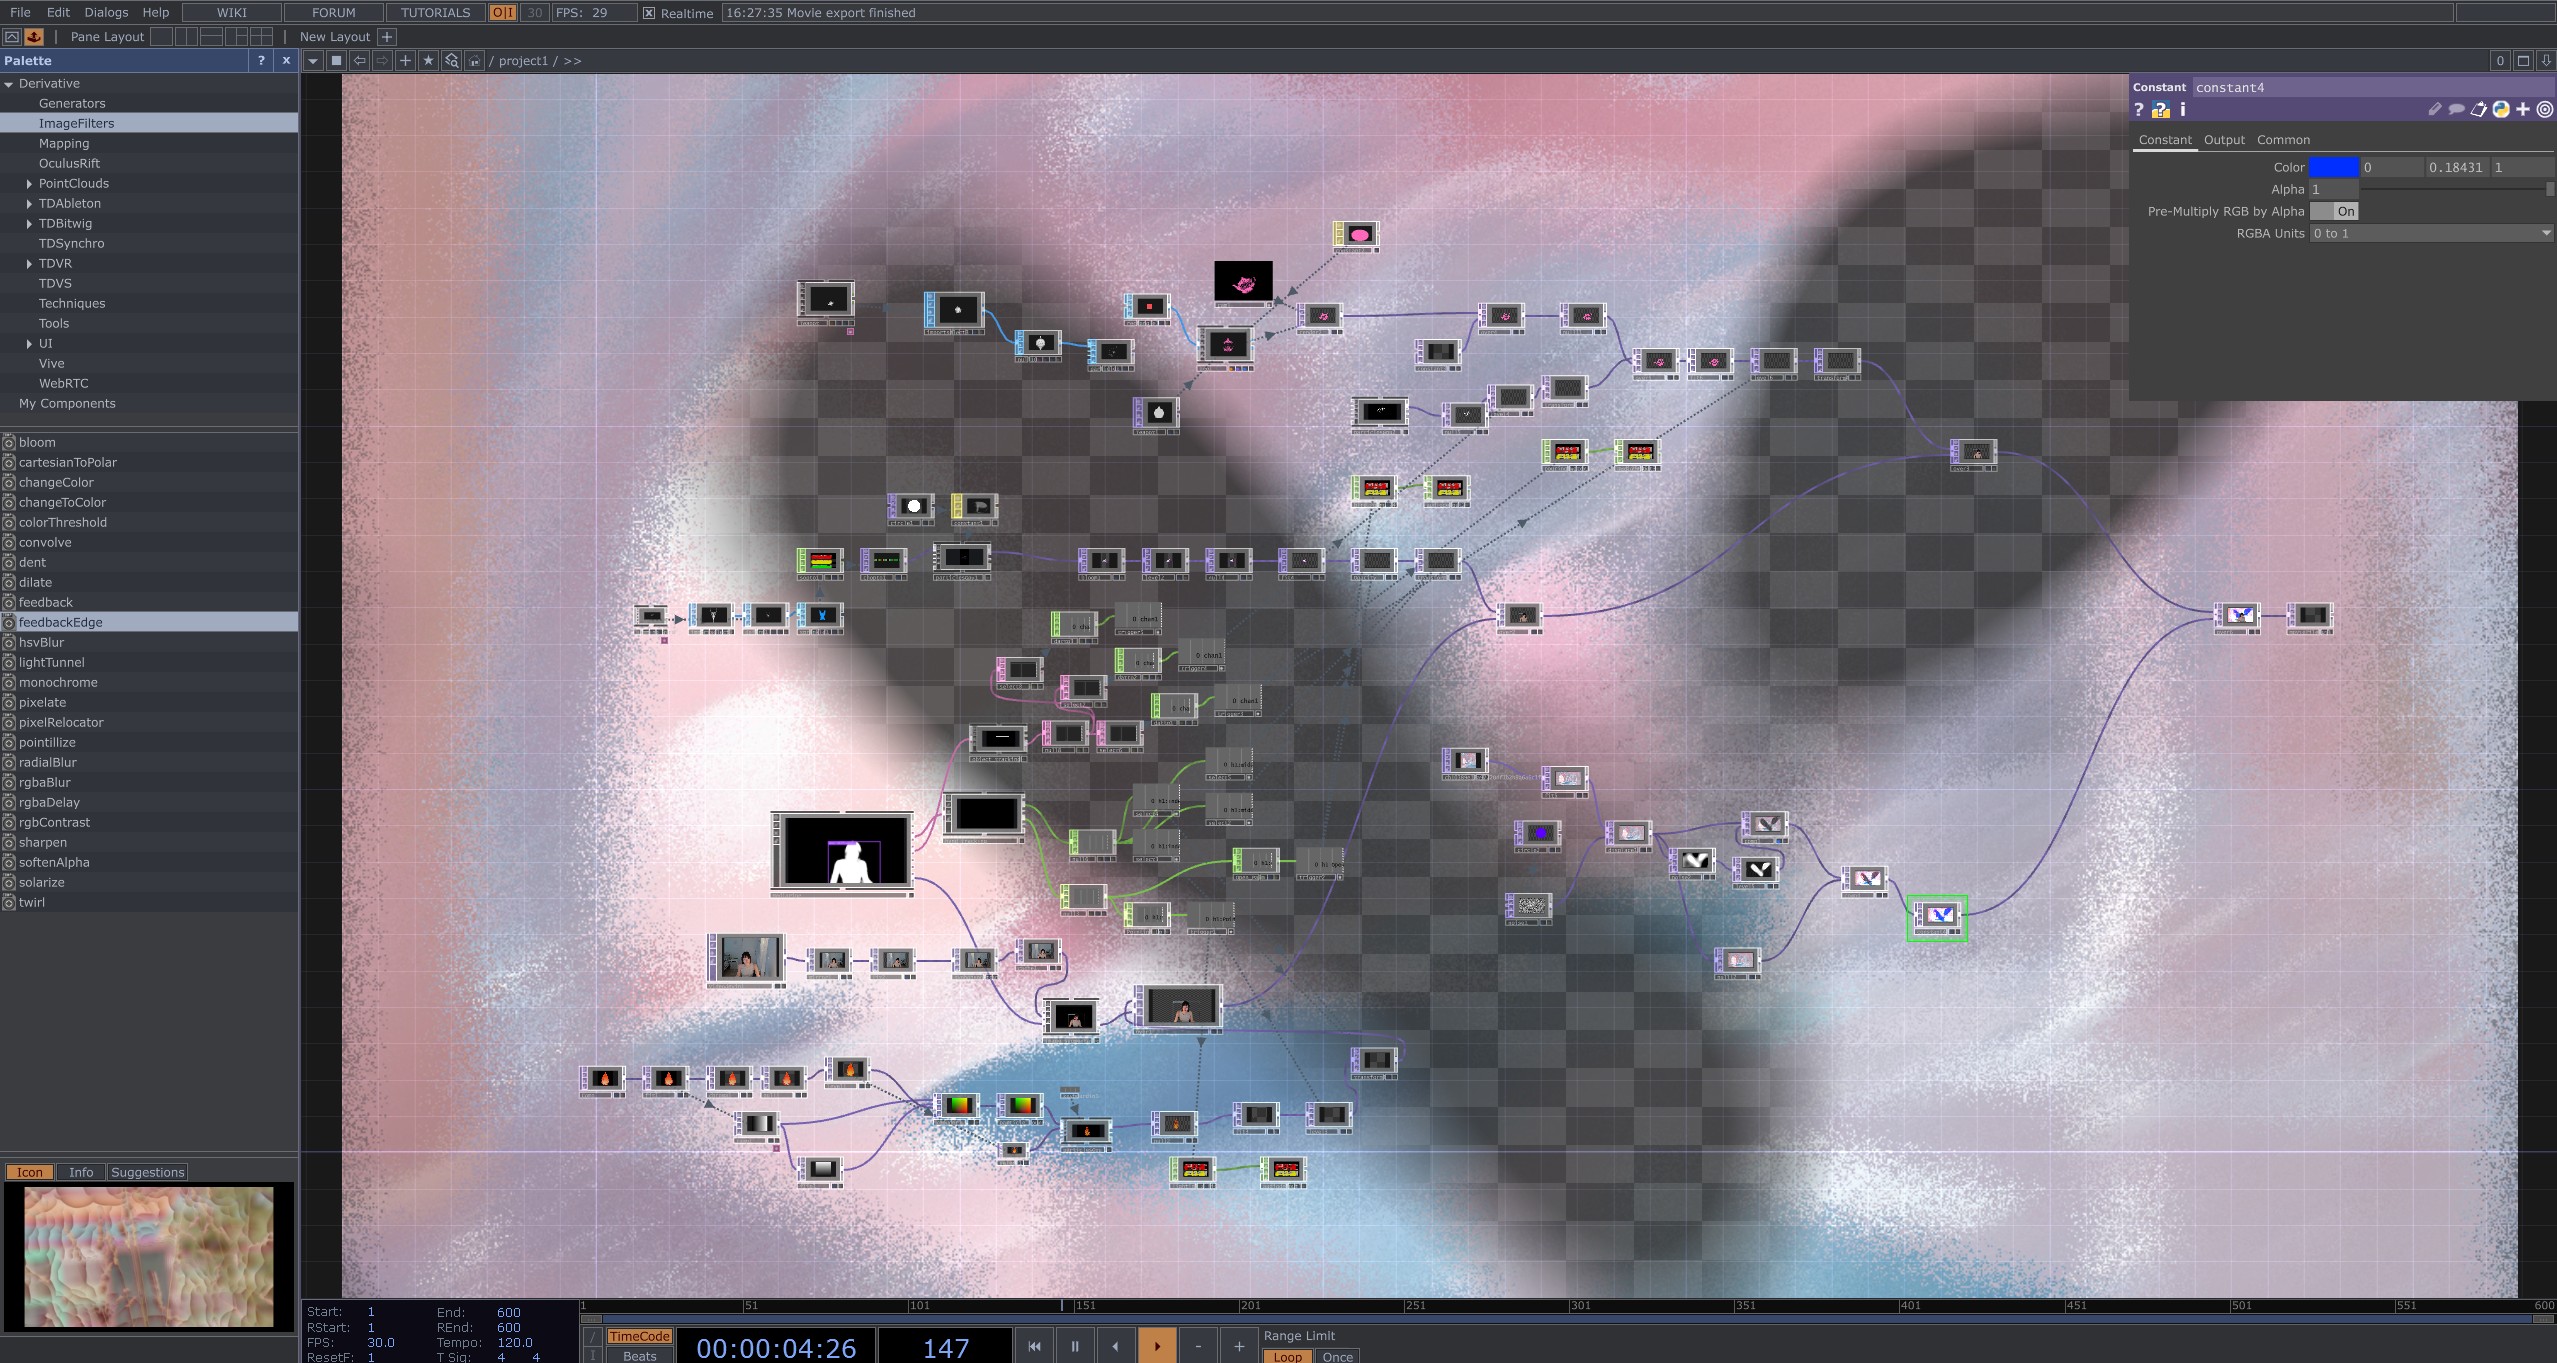 File Edit Dialogs Help WIKI FORUM TUTORIALS O|I 30 FPS: 29 Realtime 16:27:35 Movie export finished
Pane Layout New Layout +
Palette ? x
/ project1 / >> 0
Derivative
Generators
ImageFilters
Mapping
OculusRift
PointClouds
TDAbleton
TDBitwig
TDSynchro
TDVR
TDVS
Techniques
Tools
UI
Vive
WebRTC
My Components
bloom
cartesianToPolar
changeColor
changeToColor
colorThreshold
convolve
dent
dilate
feedback
feedbackEdge
hsvBlur
lightTunnel
monochrome
pixelate
pixelRelocator
pointillize
radialBlur
rgbaBlur
rgbaDelay
rgbContrast
sharpen
softenAlpha
solarize
twirl
Icon Info Suggestions
Constant constant4
? ? i
Constant Output Common
Color 0 0.18431 1
Alpha 1
Pre-Multiply RGB by Alpha On
RGBA Units 0 to 1
0 chan1
0 chan1
0 chan1
1 51 101 151 201 251 301 351 401 451 501 551 600
Start: 1 End: 600
RStart: 1 REnd: 600
FPS: 30.0 Tempo: 120.0
ResetF: 1 T Sig: 4 4
TimeCode
Beats
00:00:04:26 147
- +
Range Limit
Loop Once